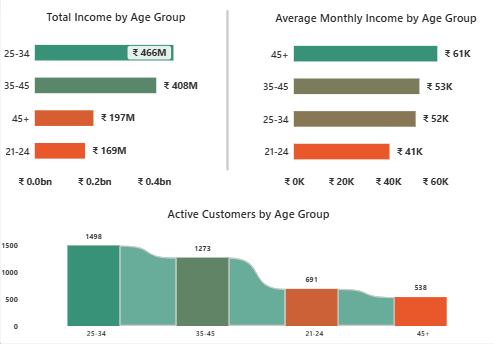 Total Income by Age Group
25-34 ₹ 466M
35-45 ₹ 408M
45+ ₹ 197M
21-24 ₹ 169M
₹ 0.0bn ₹ 0.2bn ₹ 0.4bn
Average Monthly Income by Age Group
45+ ₹ 61K
35-45 ₹ 53K
25-34 ₹ 52K
21-24 ₹ 41K
₹ 0K ₹ 20K ₹ 40K ₹ 60K
Active Customers by Age Group
1498 1273 691 538
1500
1000
500
0
25-34 35-45 21-24 45+